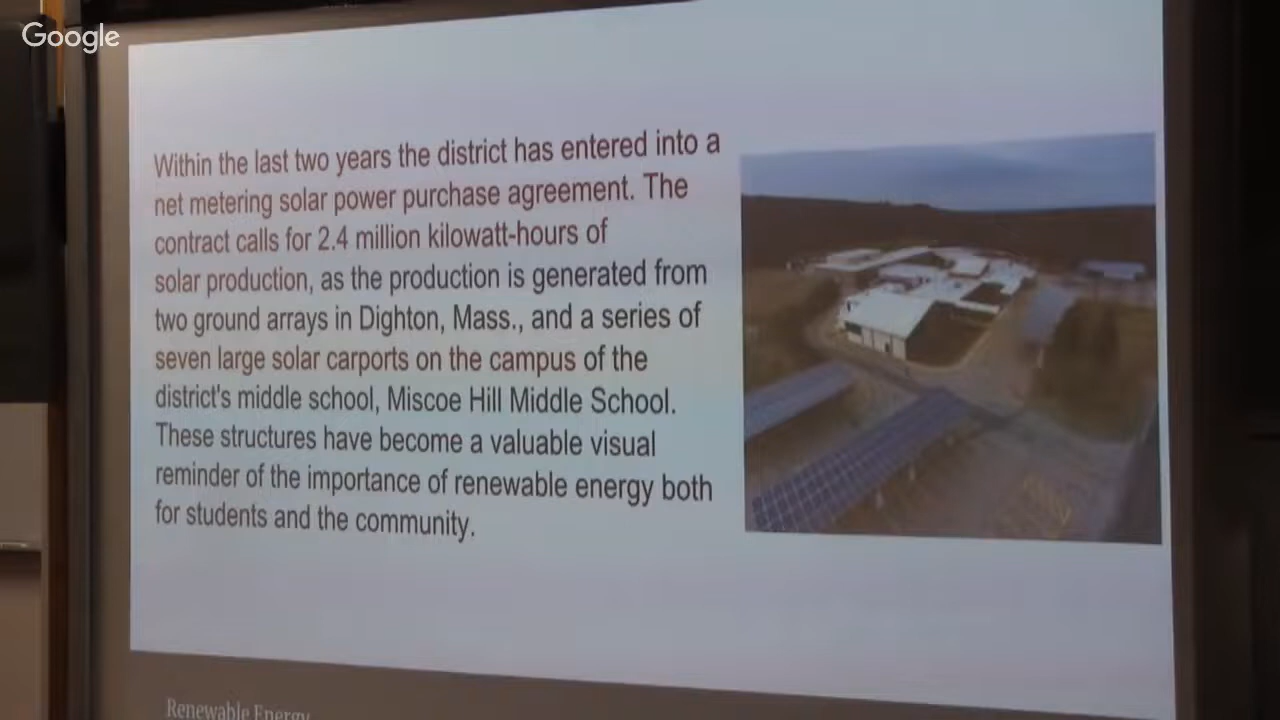 Google
Within the last two years the district has entered into a
net metering solar power purchase agreement. The
contract calls for 2.4 million kilowatt-hours of
solar production, as the production is generated from
two ground arrays in Dighton, Mass., and a series of
seven large solar carports on the campus of the
district's middle school, Miscoe Hill Middle School.
These structures have become a valuable visual
reminder of the importance of renewable energy both
for students and the community.
Renewable Energy